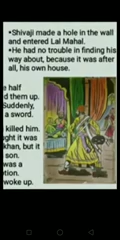 •Shivaji made a hole in the wall
and entered Lal Mahal.
•He had no trouble in finding his
way about, because it was after
all, his own house.
half
d them up.
Suddenly,
a sword.
killed him.
ught it was
khan, but it
son.
was a
otion.
woke up.